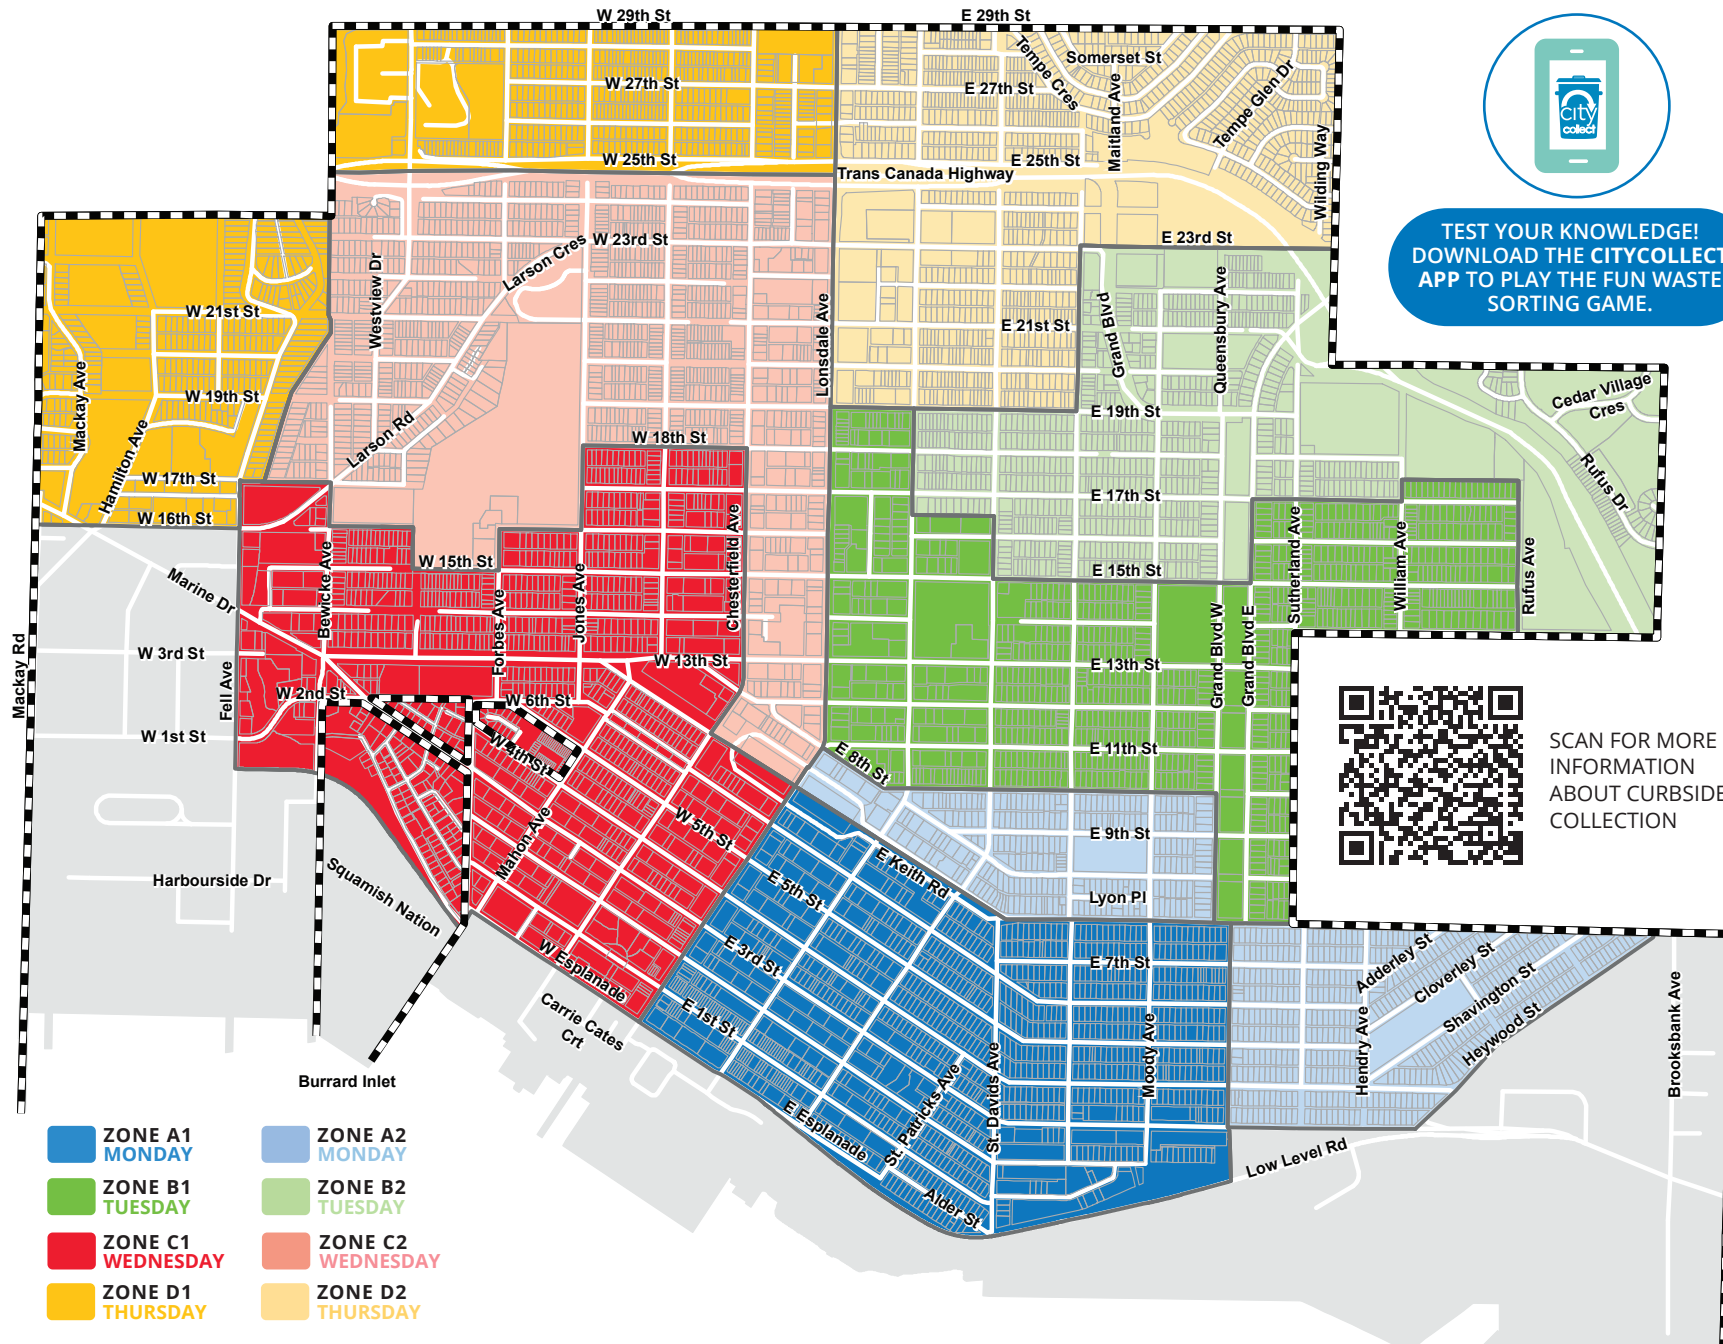 W 29th St
E 29th St
Somerset St
Tempe Cres
W 27th St
E 27th St
Maitland Ave
Tempe Glen Dr
city
collect
W 25th St
E 25th St
Trans Canada Highway
Wilding Way
TEST YOUR KNOWLEDGE!
DOWNLOAD THE CITYCOLLECT
APP TO PLAY THE FUN WASTE
SORTING GAME.
W 23rd St
E 23rd St
Larson Cres
Westview Dr
W 21st St
E 21st St
Grand Blvd
Queensbury Ave
Lonsdale Ave
Mackay Ave
W 19th St
E 19th St
Cedar Village
Cres
Hamilton Ave
Larson Rd
W 18th St
W 17th St
E 17th St
Rufus Dr
W 16th St
Chesterfield Ave
Sutherland Ave
William Ave
Rufus Ave
W 15th St
E 15th St
Marine Dr
Bewicke Ave
Forbes Ave
Jones Ave
Grand Blvd W
Grand Blvd E
Mackay Rd
W 3rd St
W 13th St
E 13th St
Fell Ave
W 2nd St
W 6th St
W 1st St
W 4th St
E 8th St
E 11th St
SCAN FOR MORE
INFORMATION
ABOUT CURBSIDE
COLLECTION
Mahon Ave
W 5th St
E 9th St
Harbourside Dr
Squamish Nation
E Keith Rd
E 5th St
Lyon Pl
W Esplanade
E 3rd St
E 7th St
Adderley St
Cloverley St
Shavington St
Heywood St
Carrie Cates
Crt
E 1st St
Moody Ave
Hendry Ave
Brooksbank Ave
Burrard Inlet
St. Patricks Ave
St. Davids Ave
E Esplanade
Alder St
Low Level Rd
ZONE A1
MONDAY
ZONE A2
MONDAY
ZONE B1
TUESDAY
ZONE B2
TUESDAY
ZONE C1
WEDNESDAY
ZONE C2
WEDNESDAY
ZONE D1
THURSDAY
ZONE D2
THURSDAY